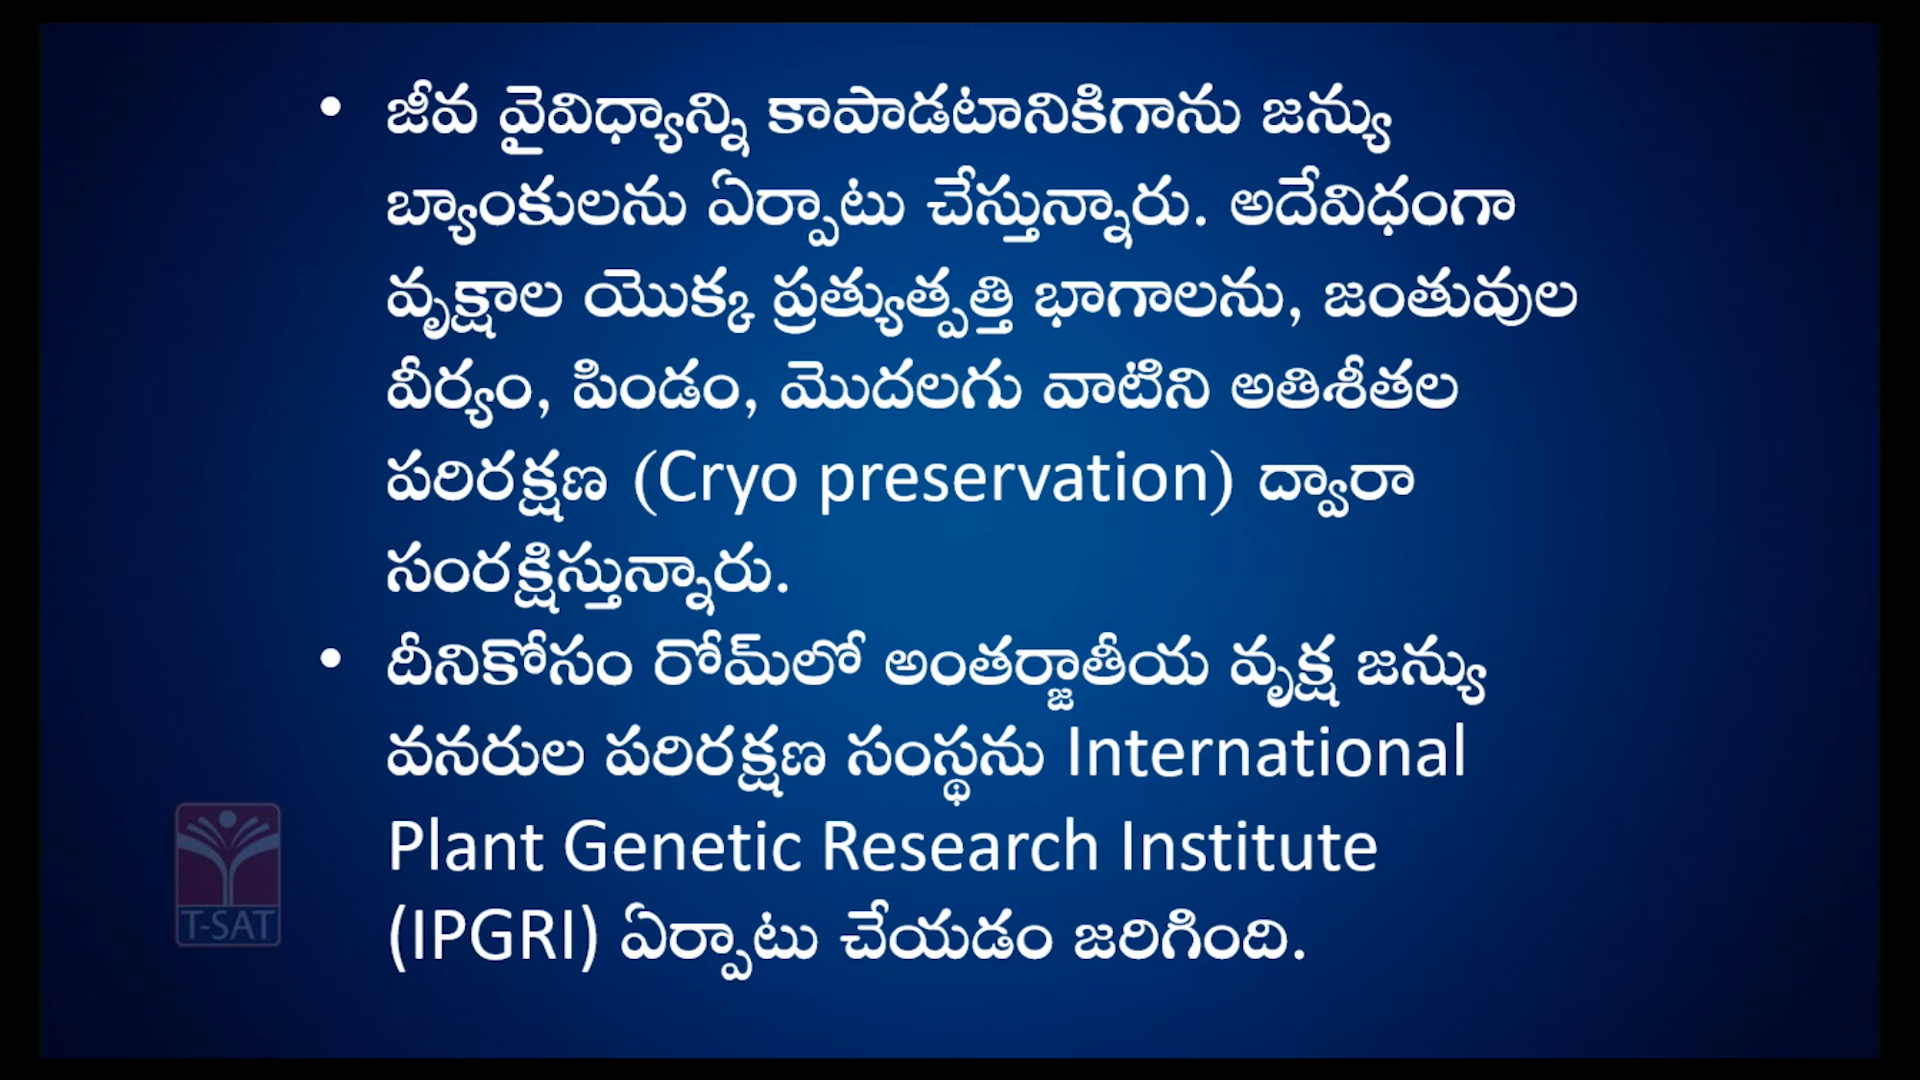 • జీవ వైవిధ్యాన్ని కాపాడటానికిగాను జన్యు
బ్యాంకులను ఏర్పాటు చేస్తున్నారు. అదేవిధంగా
వృక్షాల యొక్క ప్రత్యుత్పత్తి భాగాలను, జంతువుల
వీర్యం, పిండం, మొదలగు వాటిని అతిశీతల
పరిరక్షణ (Cryo preservation) ద్వారా
సంరక్షిస్తున్నారు.
• దీనికోసం రోమ్‌లో అంతర్జాతీయ వృక్ష జన్యు
వనరుల పరిరక్షణ సంస్థను International
Plant Genetic Research Institute
(IPGRI) ఏర్పాటు చేయడం జరిగింది.
T-SAT